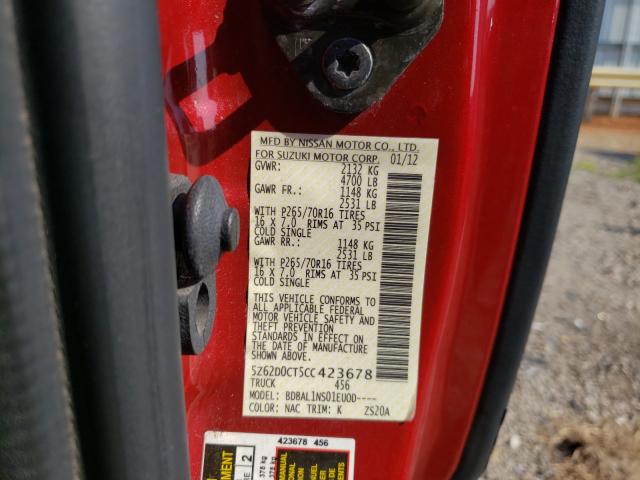 MFD BY NISSAN MOTOR CO., LTD.
FOR SUZUKI MOTOR CORP. 01/12
GVWR: 2132 KG
4700 LB
GAWR FR.: 1148 KG
2531 LB
WITH P265/70R16 TIRES
16 X 7.0 RIMS AT 35 PSI
COLD SINGLE
GAWR RR.: 1148 KG
2531 LB
WITH P265/70R16 TIRES
16 X 7.0 RIMS AT 35 PSI
COLD SINGLE
THIS VEHICLE CONFORMS TO
ALL APPLICABLE FEDERAL
MOTOR VEHICLE SAFETY AND
THEFT PREVENTION
STANDARDS IN EFFECT ON
THE DATE OF MANUFACTURE
SHOWN ABOVE.
5Z62D0CT5CC423678
TRUCK 456
MODEL: BDBAL1NS01EU0D----
COLOR: NAC TRIM: K ZS20A
423678 456